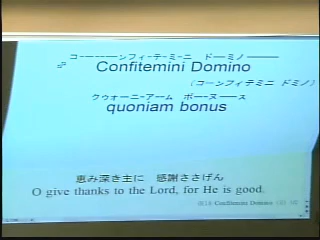 コーーーーンフィーテーミーニ ドーミノ———
Confitemini Domino
(コーンフィテミニ ドミノ)
クウォーニーアーム ボーヌーース
quoniam bonus
恵み深き主に 感謝ささげん
O give thanks to the Lord, for He is good.
Confitemini Domino